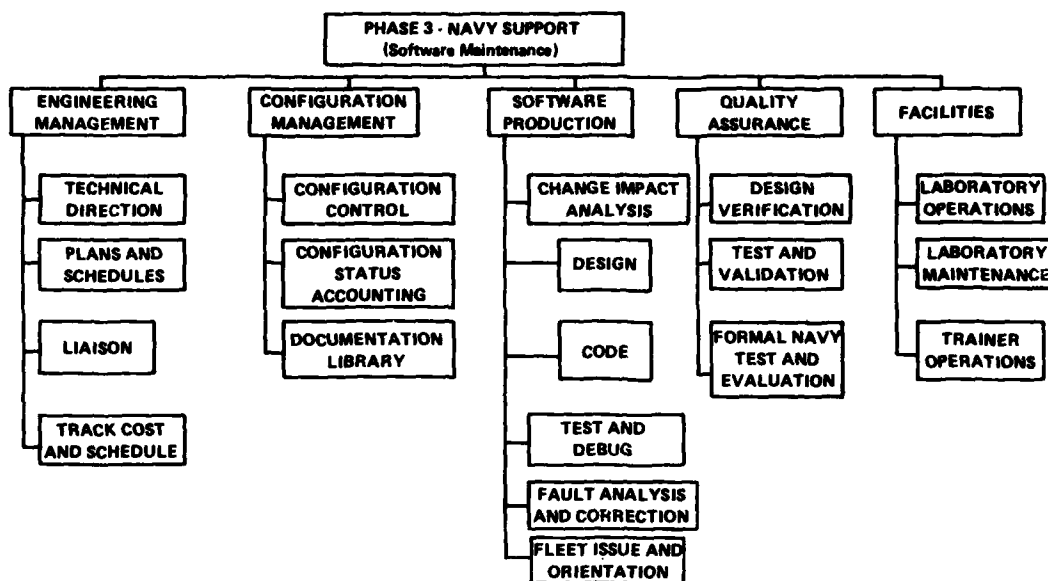 PHASE 3 - NAVY SUPPORT
(Software Maintenance)
ENGINEERING
MANAGEMENT
TECHNICAL
DIRECTION
PLANS AND
SCHEDULES
LIAISON
TRACK COST
AND SCHEDULE
CONFIGURATION
MANAGEMENT
CONFIGURATION
CONTROL
CONFIGURATION
STATUS
ACCOUNTING
DOCUMENTATION
LIBRARY
SOFTWARE
PRODUCTION
CHANGE IMPACT
ANALYSIS
DESIGN
CODE
TEST AND
DEBUG
FAULT ANALYSIS
AND CORRECTION
FLEET ISSUE AND
ORIENTATION
QUALITY
ASSURANCE
DESIGN
VERIFICATION
TEST AND
VALIDATION
FORMAL NAVY
TEST AND
EVALUATION
FACILITIES
LABORATORY
OPERATIONS
LABORATORY
MAINTENANCE
TRAINER
OPERATIONS